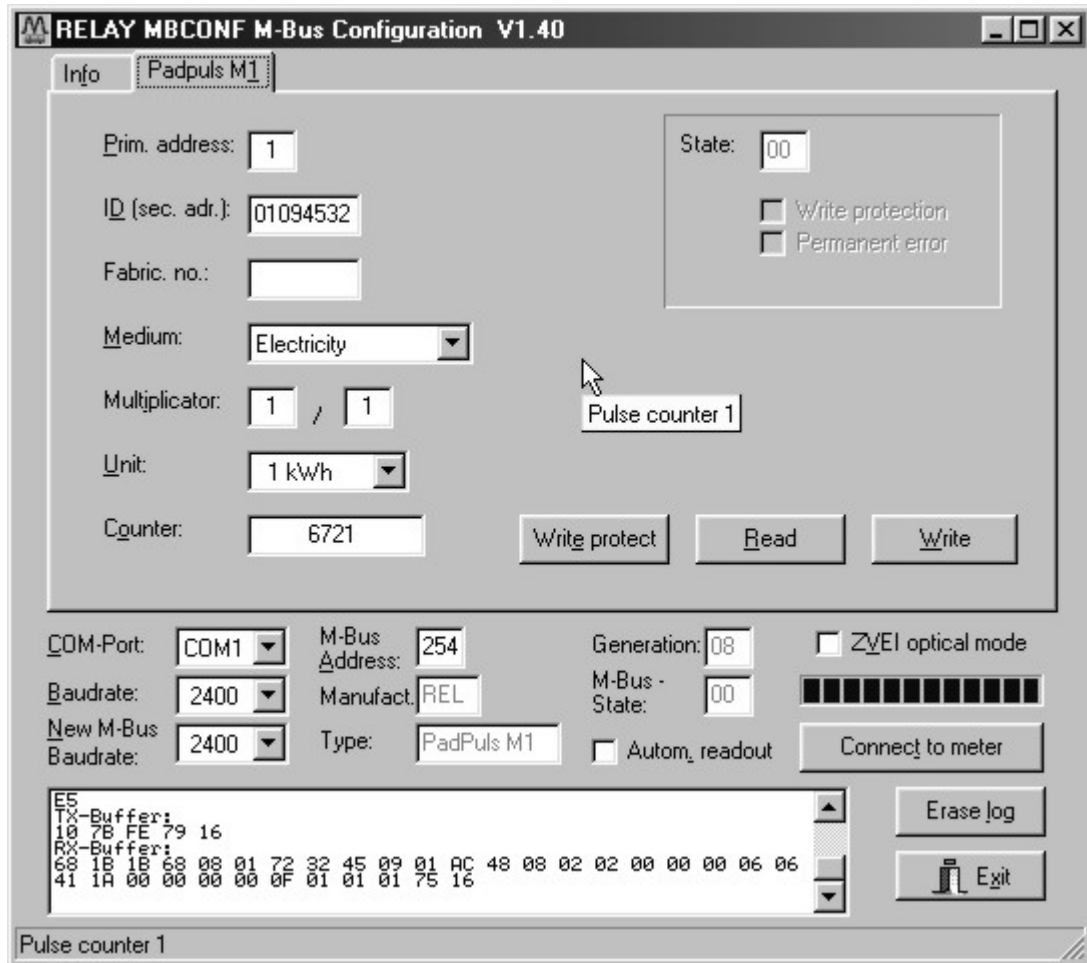 RELAY MBCONF M-Bus Configuration V1.40
Info
Padpuls M1
Prim. address: 1
State: 00
ID (sec. adr.): 01094532
Write protection
Permanent error
Fabric. no.:
Medium: Electricity
Multiplicator: 1 / 1
Pulse counter 1
Unit: 1 kWh
Counter: 6721
Write protect
Read
Write
COM-Port: COM1
M-Bus Address: 254
Generation: 08
ZVEI optical mode
Baudrate: 2400
Manufact. REL
M-Bus - State: 00
New M-Bus Baudrate: 2400
Type: PadPuls M1
Autom. readout
Connect to meter
E5
TX-Buffer:
10 7B FE 79 16
RX-Buffer:
68 1B 1B 68 08 01 72 32 45 09 01 AC 48 08 02 02 00 00 00 06 06
41 1A 00 00 00 00 0F 01 01 01 75 16
Erase log
Exit
Pulse counter 1